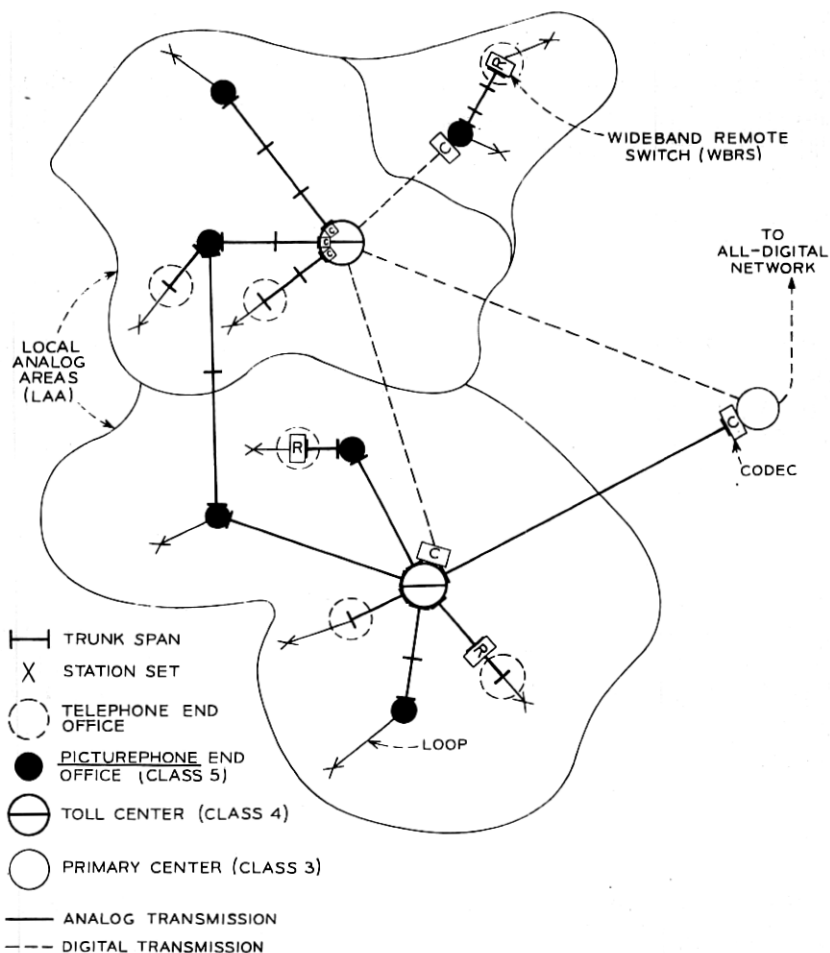 R
WIDEBAND REMOTE
SWITCH (WBRS)
C
TO
ALL-DIGITAL
NETWORK
C
C
C
LOCAL
ANALOG
AREAS
(LAA)
C
CODEC
R
C
R
TRUNK SPAN
STATION SET
TELEPHONE END
OFFICE
LOOP
PICTUREPHONE END
OFFICE (CLASS 5)
TOLL CENTER (CLASS 4)
PRIMARY CENTER (CLASS 3)
ANALOG TRANSMISSION
DIGITAL TRANSMISSION